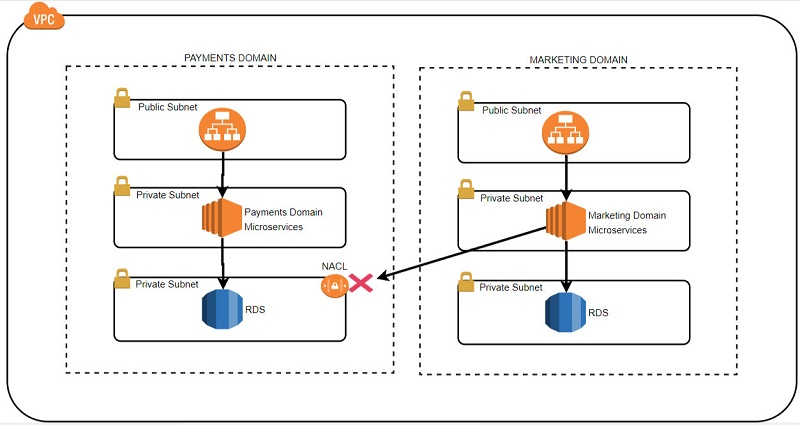 VPC
PAYMENTS DOMAIN
Public Subnet
Private Subnet
Payments Domain
Microservices
NACL
Private Subnet
RDS
MARKETING DOMAIN
Public Subnet
Private Subnet
Marketing Domain
Microservices
Private Subnet
RDS